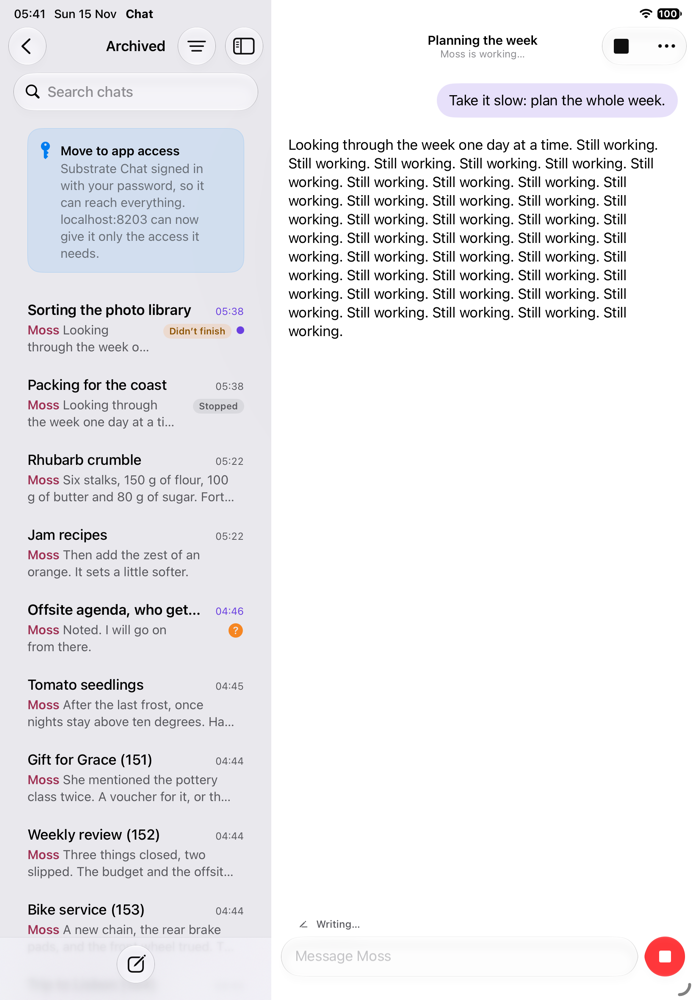 05:41 Sun 15 Nov Chat
100
Archived
Search chats
Move to app access
Substrate Chat signed in
with your password, so it
can reach everything.
localhost:8203 can now
give it only the access it
needs.
Sorting the photo library 05:38
Moss Looking Didn't finish
through the week o...
Packing for the coast 05:38
Moss Looking through Stopped
the week one day at a ti...
Rhubarb crumble 05:22
Moss Six stalks, 150 g of flour, 100
g of butter and 80 g of sugar. Fort...
Jam recipes 05:22
Moss Then add the zest of an
orange. It sets a little softer.
Offsite agenda, who get... 04:46
Moss Noted. I will go on ?
from there.
Tomato seedlings 04:45
Moss After the last frost, once
nights stay above ten degrees. Ha...
Gift for Grace (151) 04:44
Moss She mentioned the pottery
class twice. A voucher for it, or th...
Weekly review (152) 04:44
Moss Three things closed, two
slipped. The budget and the offsit...
Bike service (153) 04:44
Moss A new chain, the rear brake
pads, and the front wheel trued. T...
Planning the week
Moss is working...
Take it slow: plan the whole week.
Looking through the week one day at a time. Still working.
Still working. Still working. Still working. Still working. Still
working. Still working. Still working. Still working. Still
working. Still working. Still working. Still working. Still
working. Still working. Still working. Still working. Still
working. Still working. Still working. Still working. Still
working. Still working. Still working. Still working. Still
working. Still working. Still working. Still working. Still
working. Still working. Still working. Still working. Still
working. Still working. Still working. Still working. Still
working.
Writing...
Message Moss